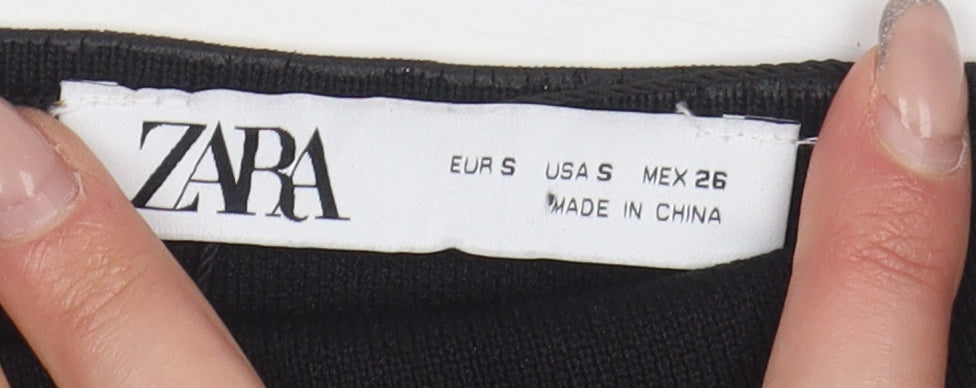 ZARA
EUR S USA S MEX 26
MADE IN CHINA